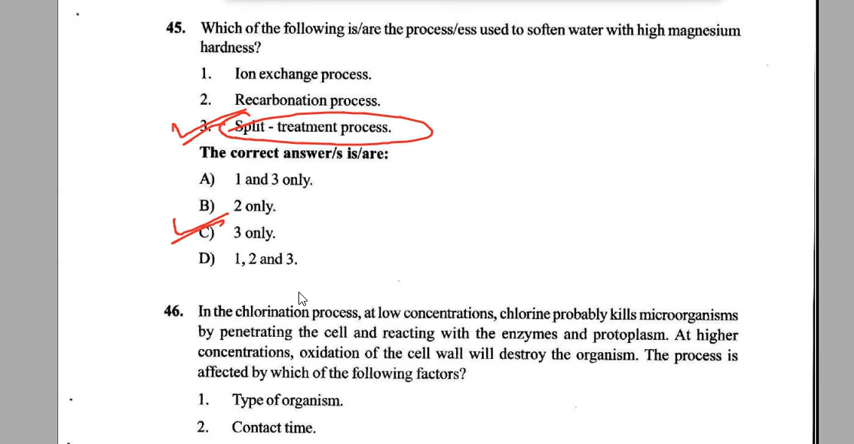 45. Which of the following is/are the process/ess used to soften water with high magnesium
hardness?
1. Ion exchange process.
2. Recarbonation process.
3. Split - treatment process.
The correct answer/s is/are:
A) 1 and 3 only.
B) 2 only.
C) 3 only.
D) 1, 2 and 3.
46. In the chlorination process, at low concentrations, chlorine probably kills microorganisms
by penetrating the cell and reacting with the enzymes and protoplasm. At higher
concentrations, oxidation of the cell wall will destroy the organism. The process is
affected by which of the following factors?
1. Type of organism.
2. Contact time.